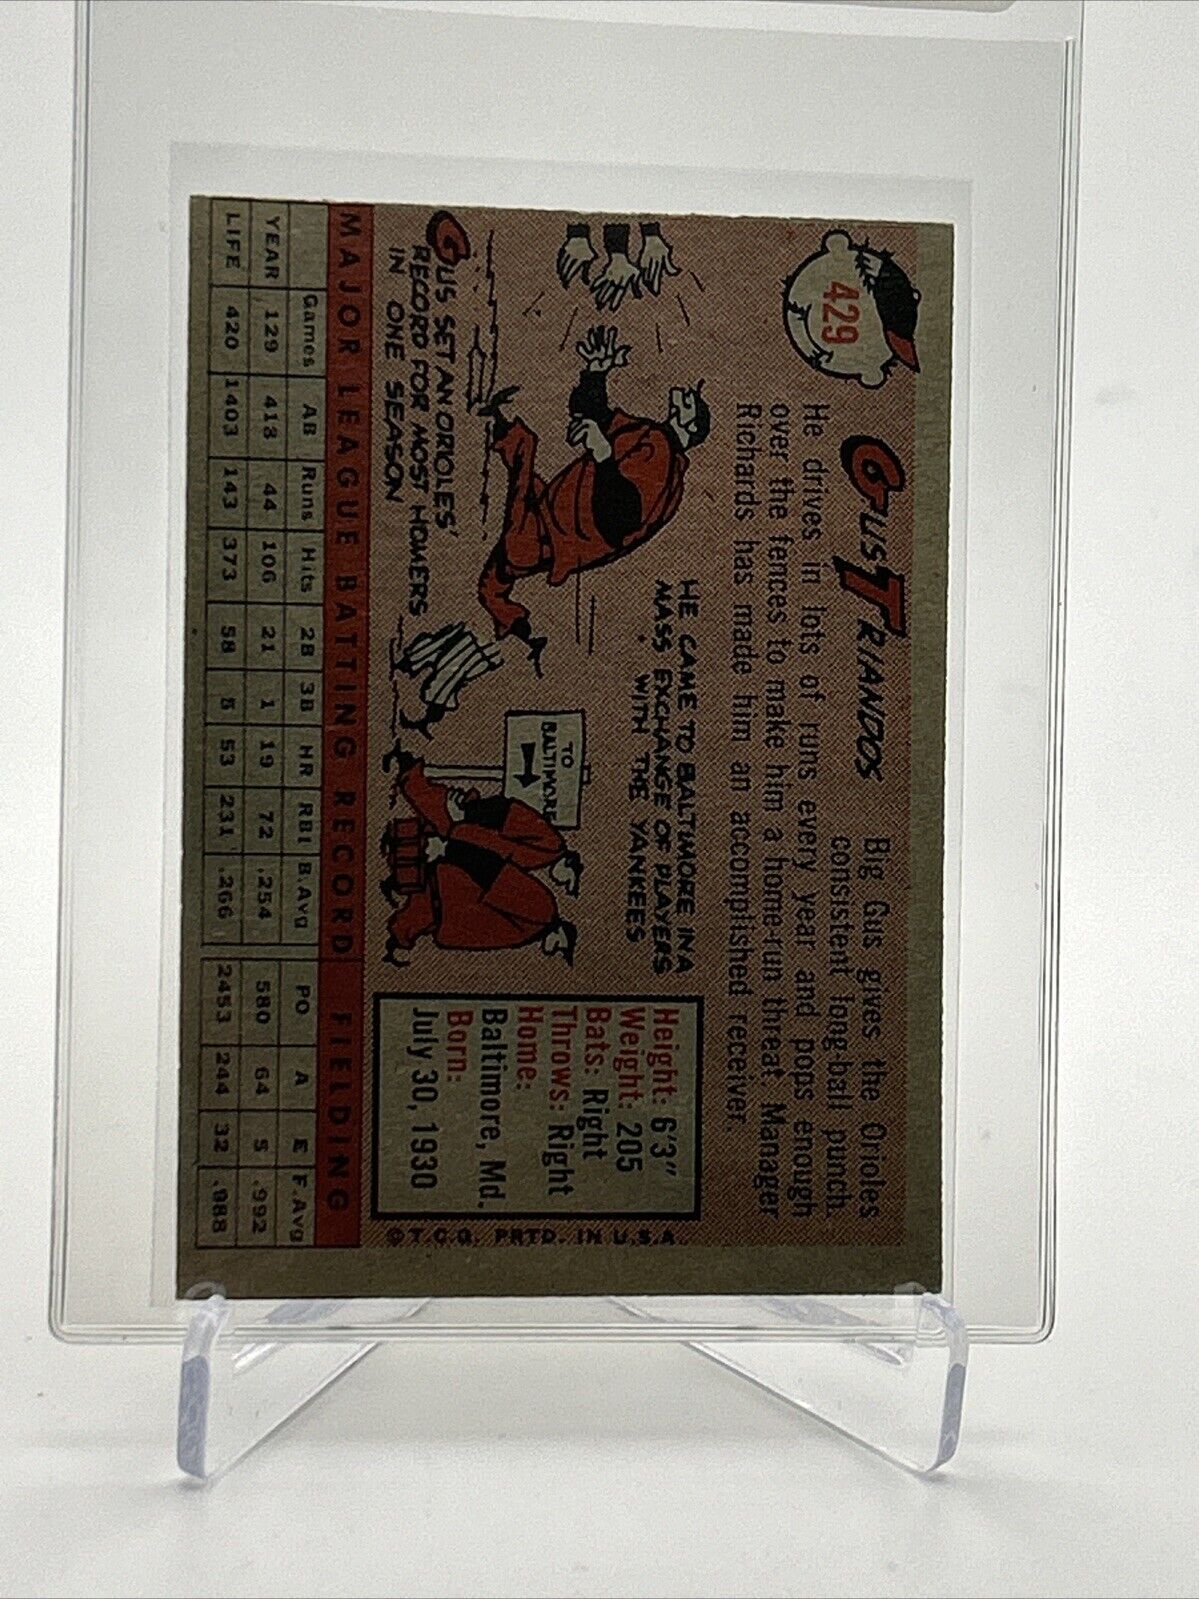 429
GUS TRIANDOS
Big Gus gives the Orioles
consistent long-ball punch.
He drives in lots of runs every year and pops enough
over the fences to make him a home-run threat. Manager
Richards has made him an accomplished receiver.
HE CAME TO BALTIMORE IN A
MASS EXCHANGE OF PLAYERS
WITH THE YANKEES
TO
BALTIMORE
GUS SET AN ORIOLES'
RECORD FOR MOST HOMERS
IN ONE SEASON
Height: 6'3"
Weight: 205
Bats: Right
Throws: Right
Home:
Baltimore, Md.
Born:
July 30, 1930
© T.C.G. PRTD. IN U.S.A.
MAJOR LEAGUE BATTING RECORD FIELDING
Games AB Runs Hits 2B 3B HR RBI B.Avg PO A E F.Avg
YEAR 129 418 44 106 21 1 19 72 .254 580 64 5 .992
LIFE 420 1403 143 373 58 5 53 231 .266 2453 244 32 .988